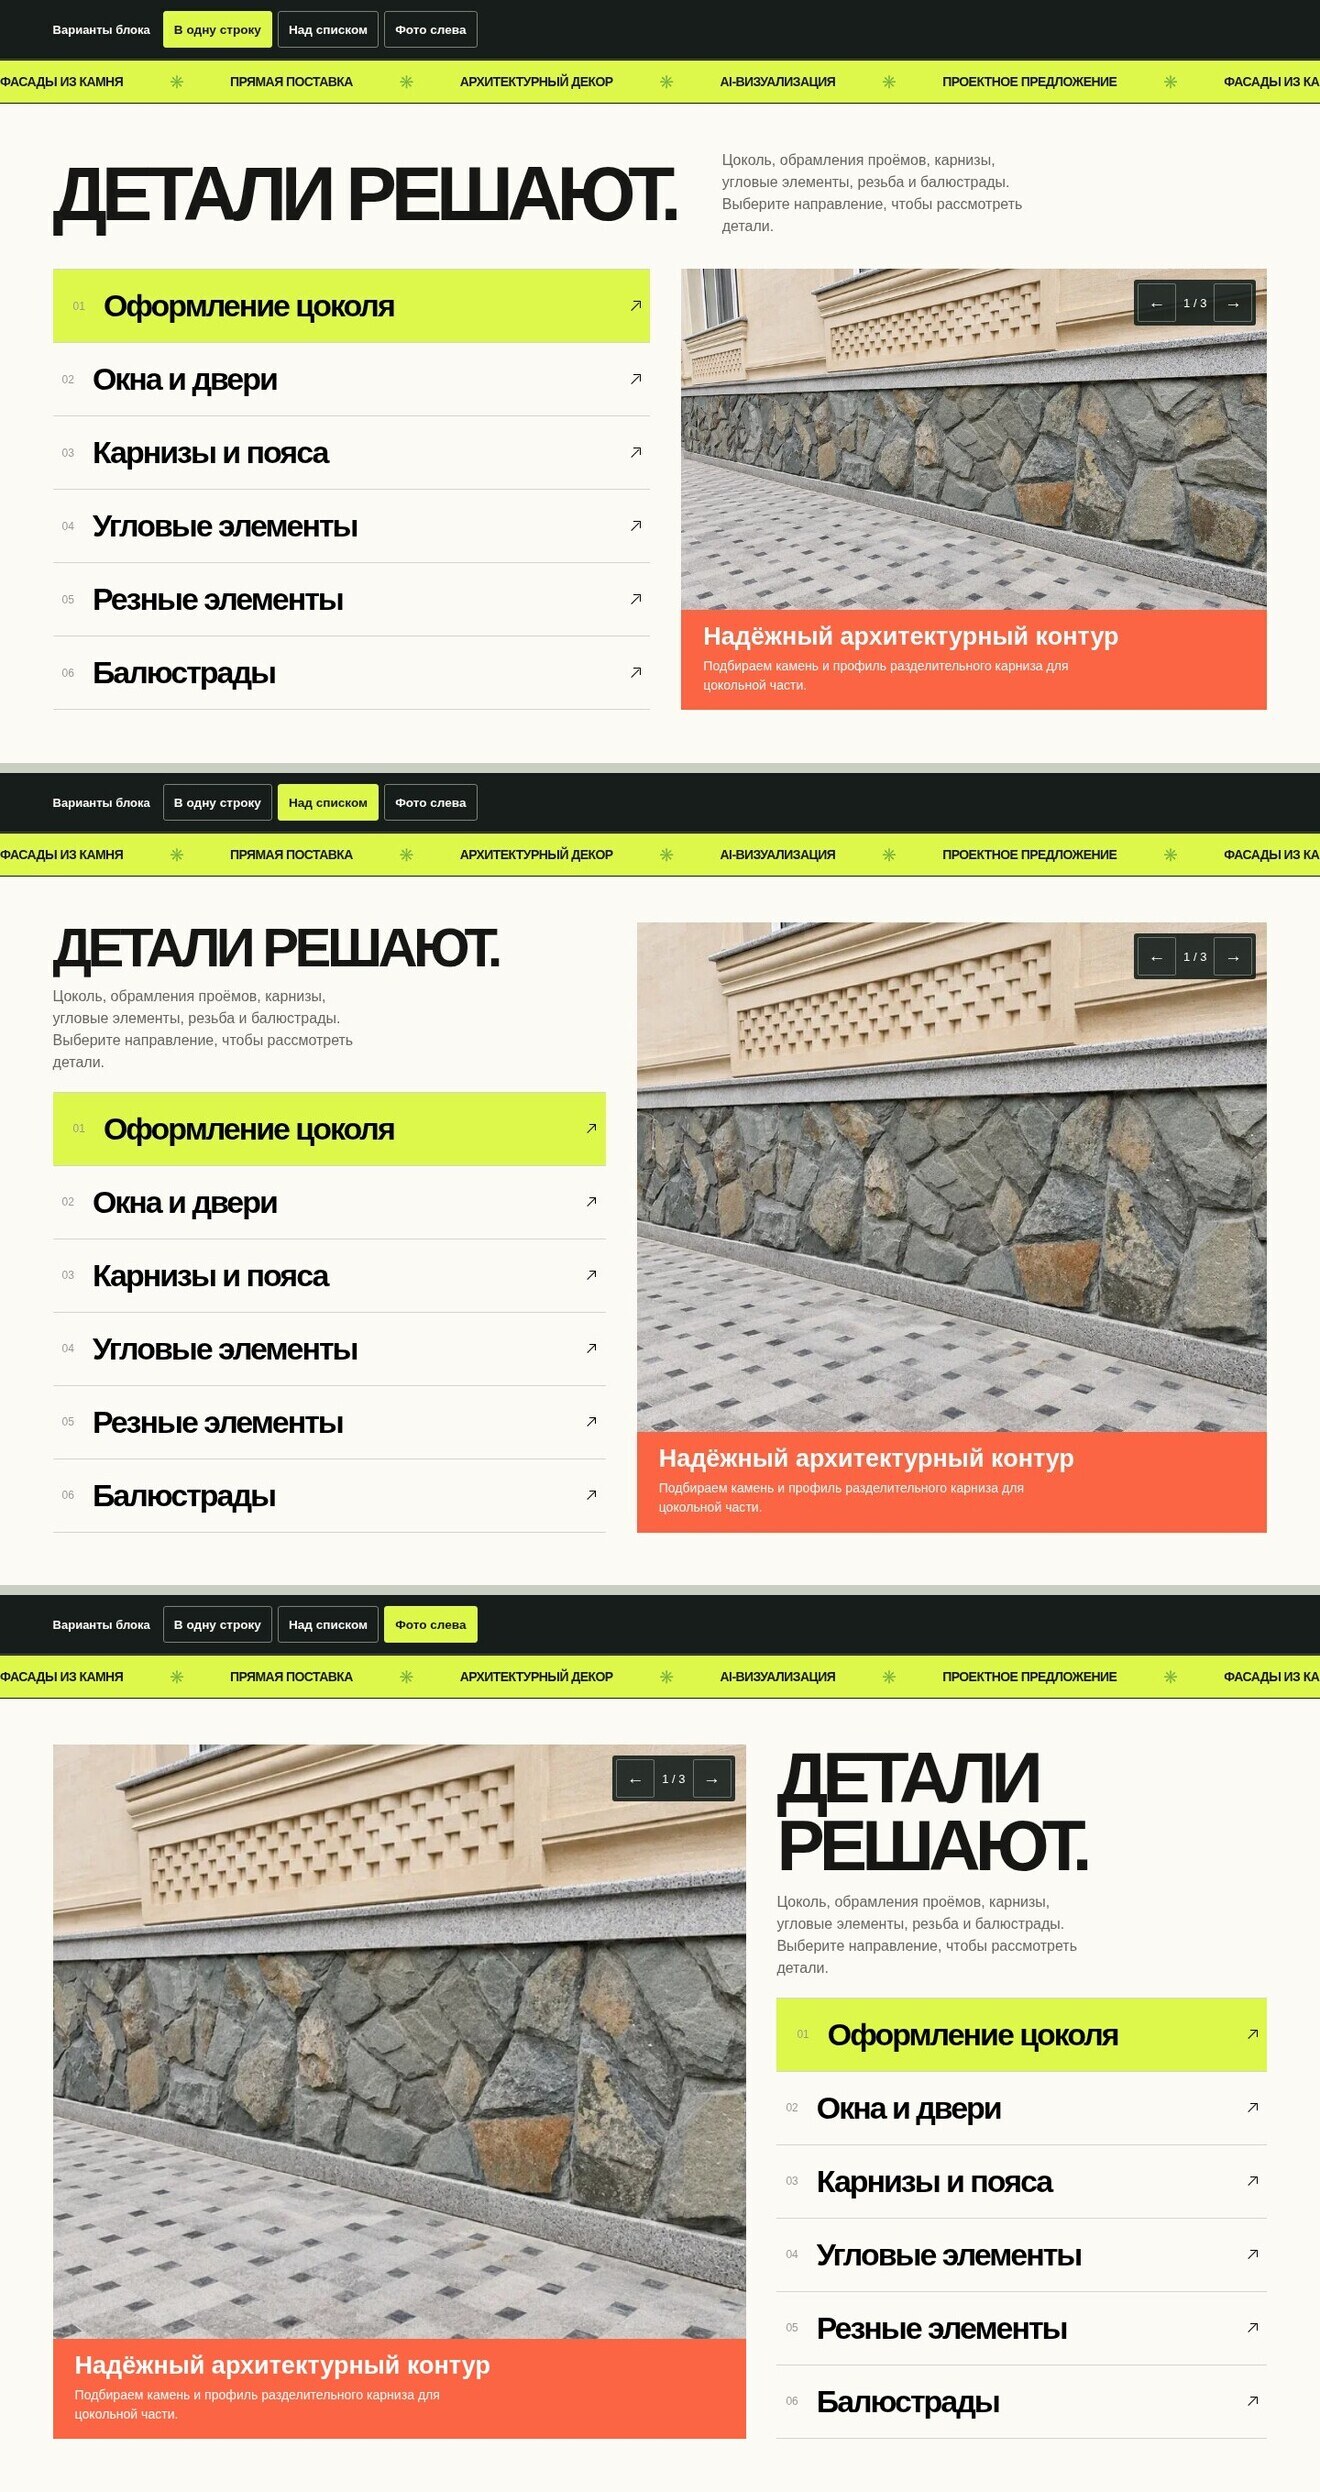 Варианты блока В одну строку Над списком Фото слева
ФАСАДЫ ИЗ КАМНЯ ПРЯМАЯ ПОСТАВКА АРХИТЕКТУРНЫЙ ДЕКОР AI-ВИЗУАЛИЗАЦИЯ ПРОЕКТНОЕ ПРЕДЛОЖЕНИЕ ФАСАДЫ ИЗ КА
ДЕТАЛИ РЕШАЮТ.
Цоколь, обрамления проёмов, карнизы,
угловые элементы, резьба и балюстрады.
Выберите направление, чтобы рассмотреть
детали.
01 Оформление цоколя
02 Окна и двери
03 Карнизы и пояса
04 Угловые элементы
05 Резные элементы
06 Балюстрады
← 1 / 3 →
Надёжный архитектурный контур
Подбираем камень и профиль разделительного карниза для
цокольной части.
Варианты блока В одну строку Над списком Фото слева
ФАСАДЫ ИЗ КАМНЯ ПРЯМАЯ ПОСТАВКА АРХИТЕКТУРНЫЙ ДЕКОР AI-ВИЗУАЛИЗАЦИЯ ПРОЕКТНОЕ ПРЕДЛОЖЕНИЕ ФАСАДЫ ИЗ КА
ДЕТАЛИ РЕШАЮТ.
Цоколь, обрамления проёмов, карнизы,
угловые элементы, резьба и балюстрады.
Выберите направление, чтобы рассмотреть
детали.
01 Оформление цоколя
02 Окна и двери
03 Карнизы и пояса
04 Угловые элементы
05 Резные элементы
06 Балюстрады
← 1 / 3 →
Надёжный архитектурный контур
Подбираем камень и профиль разделительного карниза для
цокольной части.
Варианты блока В одну строку Над списком Фото слева
ФАСАДЫ ИЗ КАМНЯ ПРЯМАЯ ПОСТАВКА АРХИТЕКТУРНЫЙ ДЕКОР AI-ВИЗУАЛИЗАЦИЯ ПРОЕКТНОЕ ПРЕДЛОЖЕНИЕ ФАСАДЫ ИЗ КА
← 1 / 3 →
Надёжный архитектурный контур
Подбираем камень и профиль разделительного карниза для
цокольной части.
ДЕТАЛИ
РЕШАЮТ.
Цоколь, обрамления проёмов, карнизы,
угловые элементы, резьба и балюстрады.
Выберите направление, чтобы рассмотреть
детали.
01 Оформление цоколя
02 Окна и двери
03 Карнизы и пояса
04 Угловые элементы
05 Резные элементы
06 Балюстрады